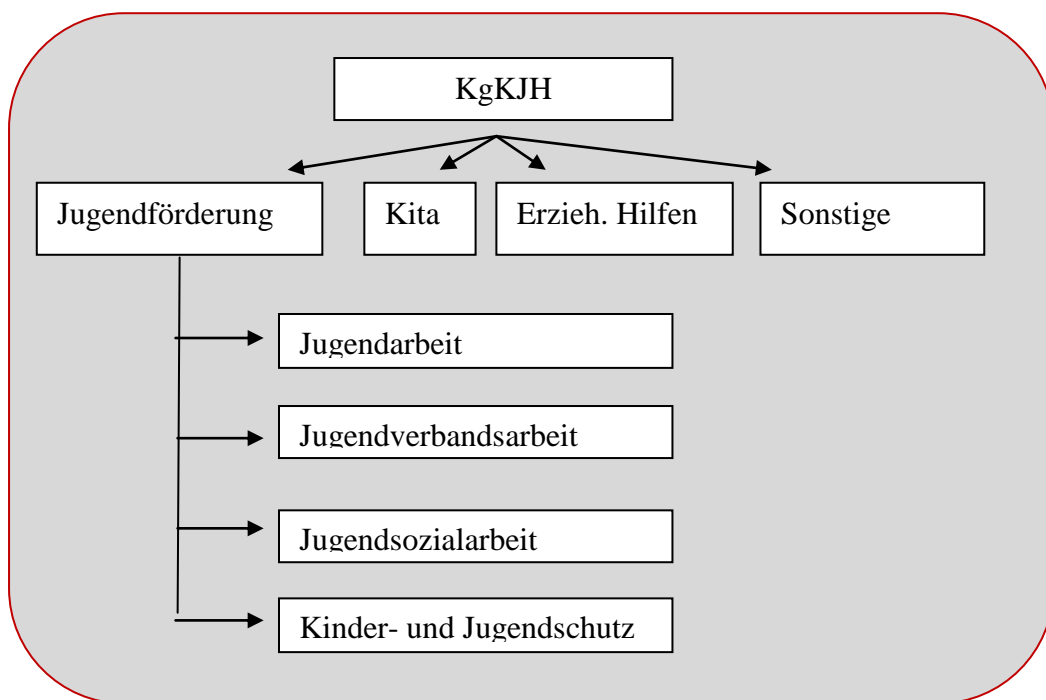 KgKJH
Jugendförderung
Kita
Erzieh. Hilfen
Sonstige
Jugendarbeit
Jugendverbandsarbeit
Jugendsozialarbeit
Kinder- und Jugendschutz